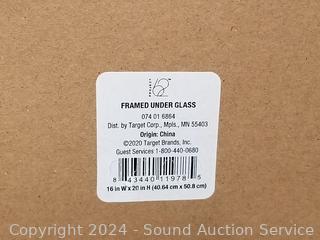 PROJECT
62
FRAMED UNDER GLASS
074 01 6864
Dist. by Target Corp., Mpls., MN 55403
Origin: China
©2020 Target Brands, Inc.
Guest Services 1-800-440-0680
8 43440 11978 5
16 in W x 20 in H (40.64 cm x 50.8 cm)
Copyright © 2024 - Sound Auction Service